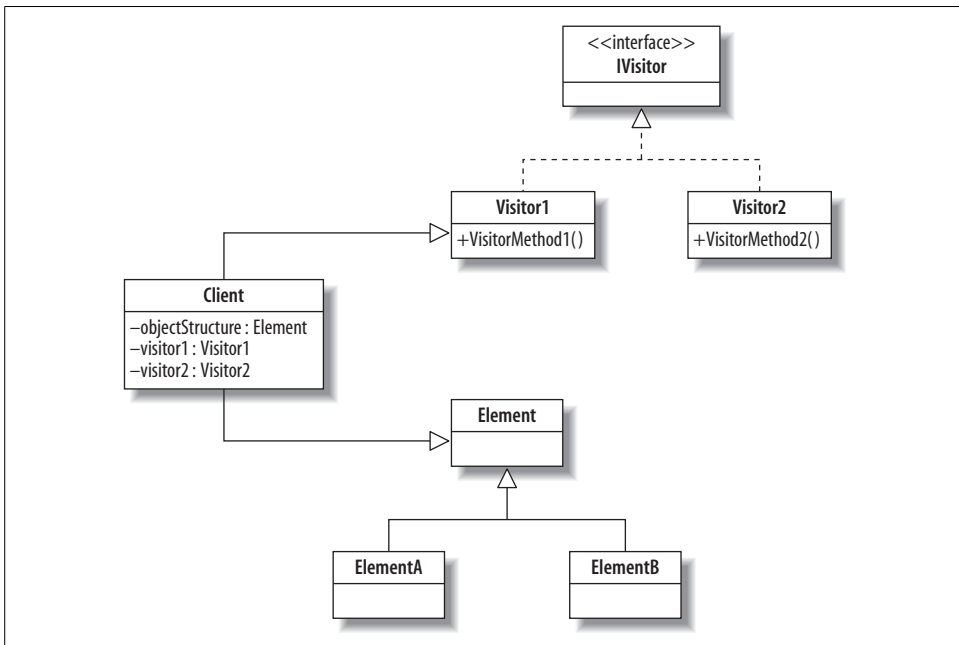 <<interface>>
IVisitor
Visitor1
+VisitorMethod1()
Visitor2
+VisitorMethod2()
Client
–objectStructure : Element
–visitor1 : Visitor1
–visitor2 : Visitor2
Element
ElementA
ElementB